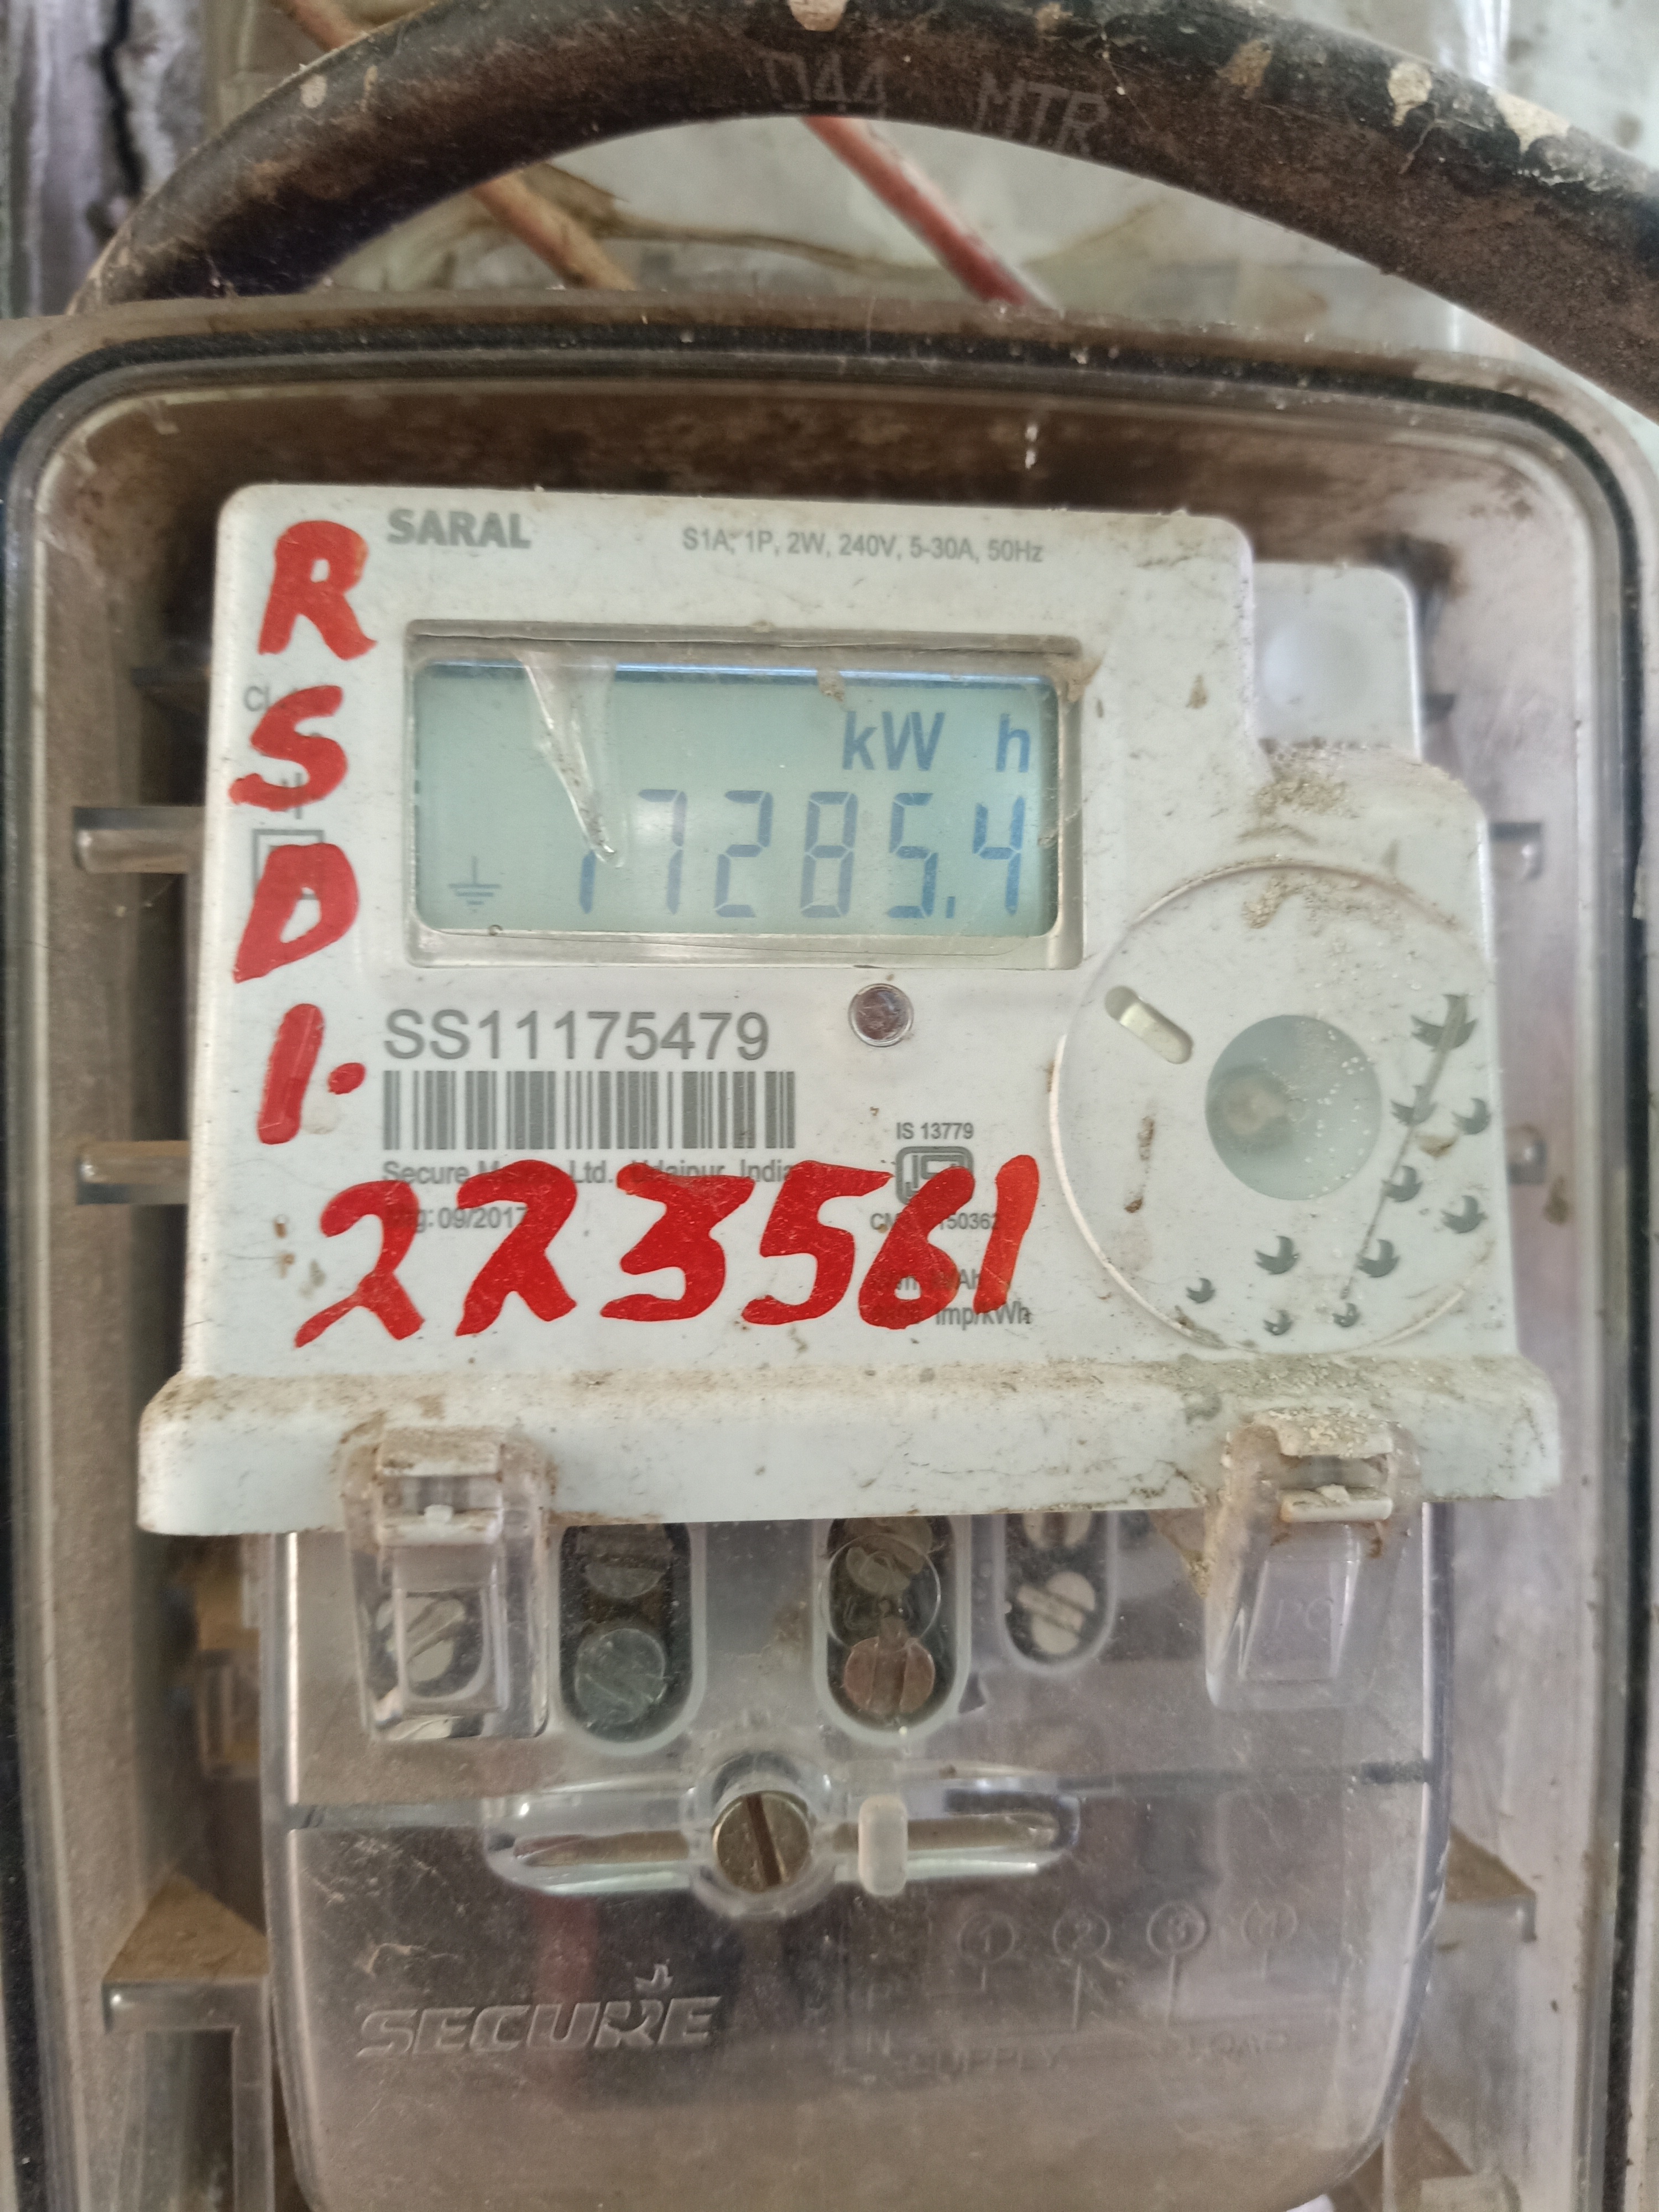 044 MTR
SARAL
S1A, 1P, 2W, 240V, 5-30A, 50Hz
R
S
D
1.
kW h
17285.4
SS11175479
IS 13779
Secure Ltd. India
09/2017
223561
Imp/kWh
1 2 3 4
SECURE
SUPPLY LOAD